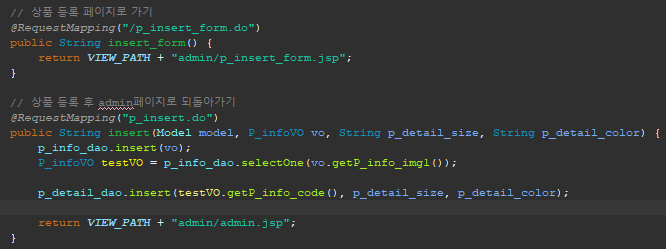 // 상품 등록 페이지로 가기
@RequestMapping("/p_insert_form.do")
public String insert_form() {
return VIEW_PATH + "admin/p_insert_form.jsp";
}
// 상품 등록 후 admin페이지로 되돌아가기
@RequestMapping("p_insert.do")
public String insert(Model model, P_infoVO vo, String p_detail_size, String p_detail_color) {
p_info_dao.insert(vo);
P_infoVO testVO = p_info_dao.selectOne(vo.getP_info_imgl());
p_detail_dao.insert(testVO.getP_info_code(), p_detail_size, p_detail_color);
return VIEW_PATH + "admin/admin.jsp";
}